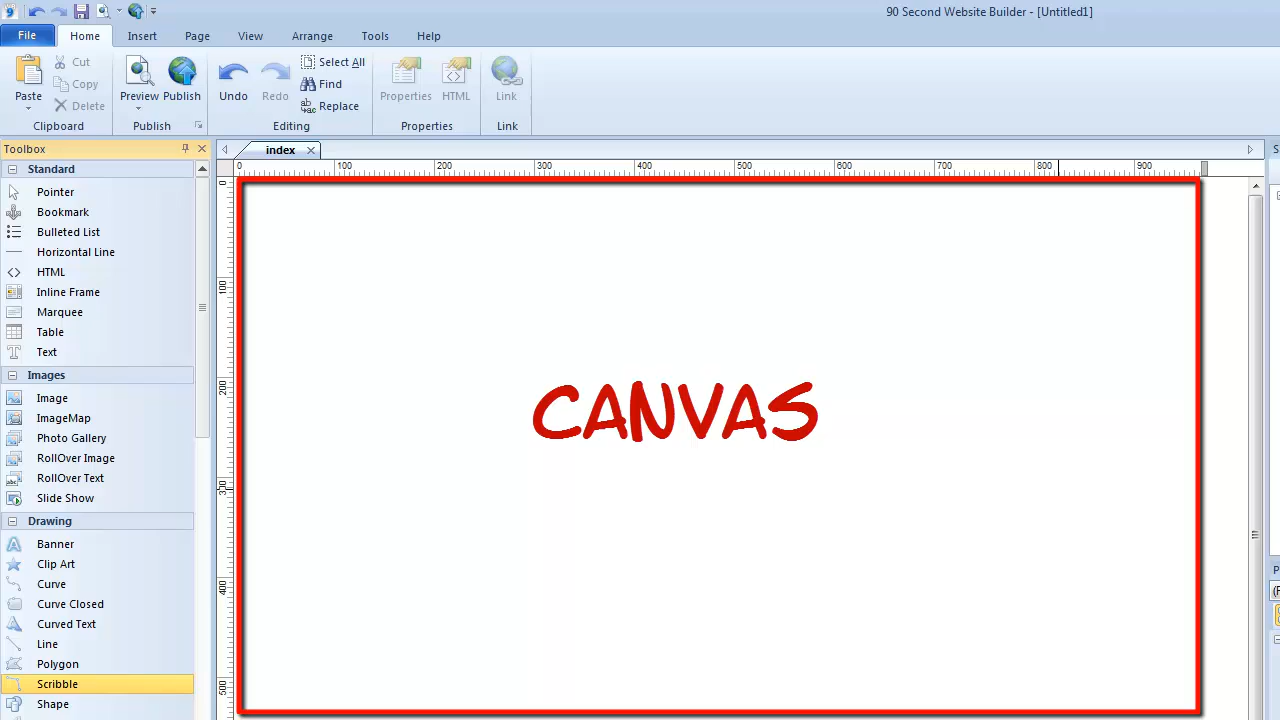 90 Second Website Builder - [Untitled1]
File Home Insert Page View Arrange Tools Help
Paste
Cut
Copy
Delete
Clipboard
Preview Publish
Publish
Undo Redo
Select All
Find
Replace
Editing
Properties HTML
Properties
Link
Link
Toolbox
index
Standard
Pointer
Bookmark
Bulleted List
Horizontal Line
HTML
Inline Frame
Marquee
Table
Text
Images
Image
ImageMap
Photo Gallery
RollOver Image
RollOver Text
Slide Show
Drawing
Banner
Clip Art
Curve
Curve Closed
Curved Text
Line
Polygon
Scribble
Shape
0 100 200 300 400 500 600 700 800 900
0
100
200
300
400
500
CANVAS